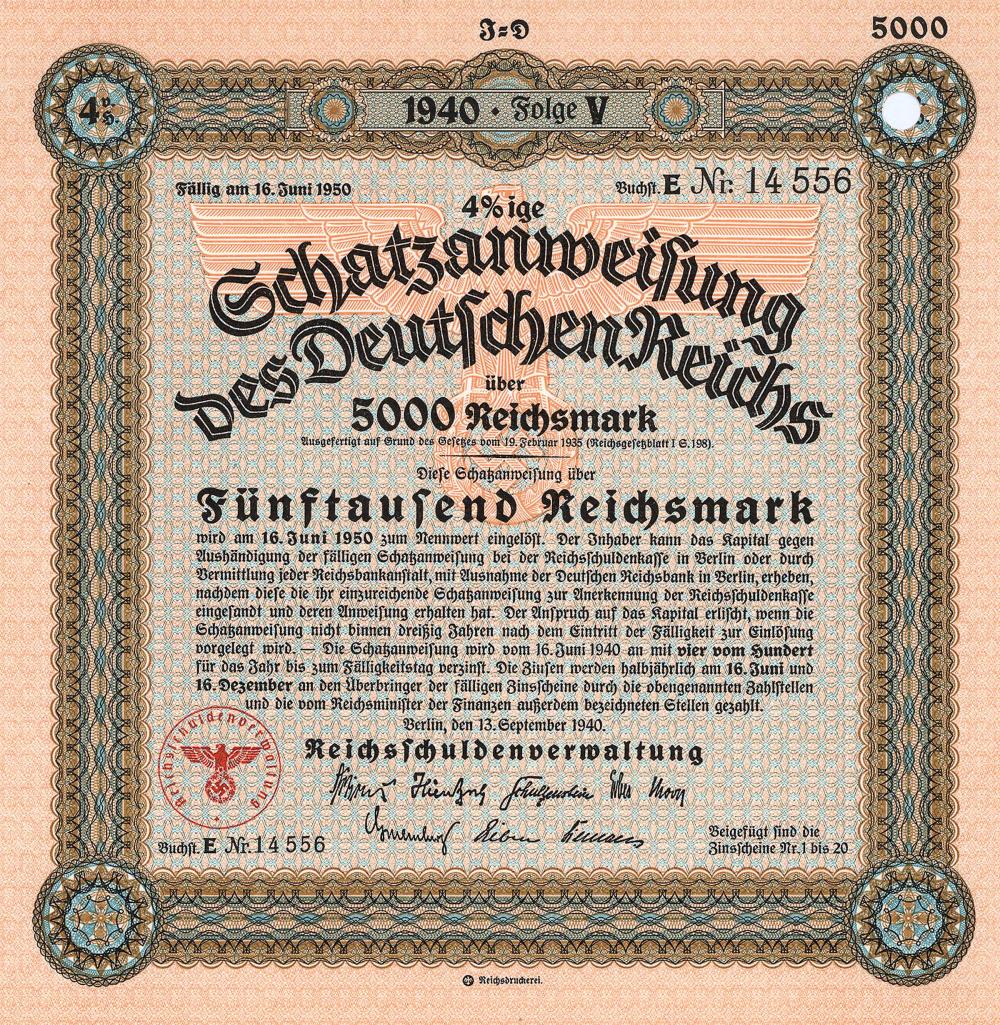 J=D
5000
4 v. H.
1940 · Folge V
Fällig am 16. Juni 1950
Buchst. E Nr. 14 556
4%ige
Schatzanweisung
des Deutschen Reichs
über
5000 Reichsmark
Ausgefertigt auf Grund des Gesetzes vom 19. Februar 1935 (Reichsgesetzblatt I S. 198).
Diese Schatzanweisung über
Fünftausend Reichsmark
wird am 16. Juni 1950 zum Nennwert eingelöst. Der Inhaber kann das Kapital gegen
Aushändigung der fälligen Schatzanweisung bei der Reichsschuldenkasse in Berlin oder durch
Vermittlung jeder Reichsbankanstalt, mit Ausnahme der Deutschen Reichsbank in Berlin, erheben,
nachdem diese die ihr einzureichende Schatzanweisung zur Anerkennung der Reichsschuldenkasse
eingesandt und deren Anweisung erhalten hat. Der Anspruch auf das Kapital erlischt, wenn die
Schatzanweisung nicht binnen dreißig Jahren nach dem Eintritt der Fälligkeit zur Einlösung
vorgelegt wird. — Die Schatzanweisung wird vom 16. Juni 1940 an mit vier vom Hundert
für das Jahr bis zum Fälligkeitstag verzinst. Die Zinsen werden halbjährlich am 16. Juni und
16. Dezember an den Überbringer der fälligen Zinsscheine durch die obengenannten Zahlstellen
und die vom Reichsminister der Finanzen außerdem bezeichneten Stellen gezahlt.
Berlin, den 13. September 1940.
Reichsschuldenverwaltung
Reichsschuldenverwaltung
Buchst. E Nr. 14 556
Beigefügt sind die
Zinsscheine Nr. 1 bis 20
Reichsdruckerei.